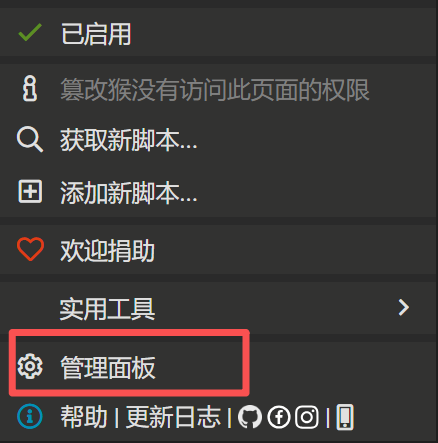 已启用
篡改猴没有访问此页面的权限
获取新脚本...
添加新脚本...
欢迎捐助
实用工具
管理面板
帮助 | 更新日志 | |